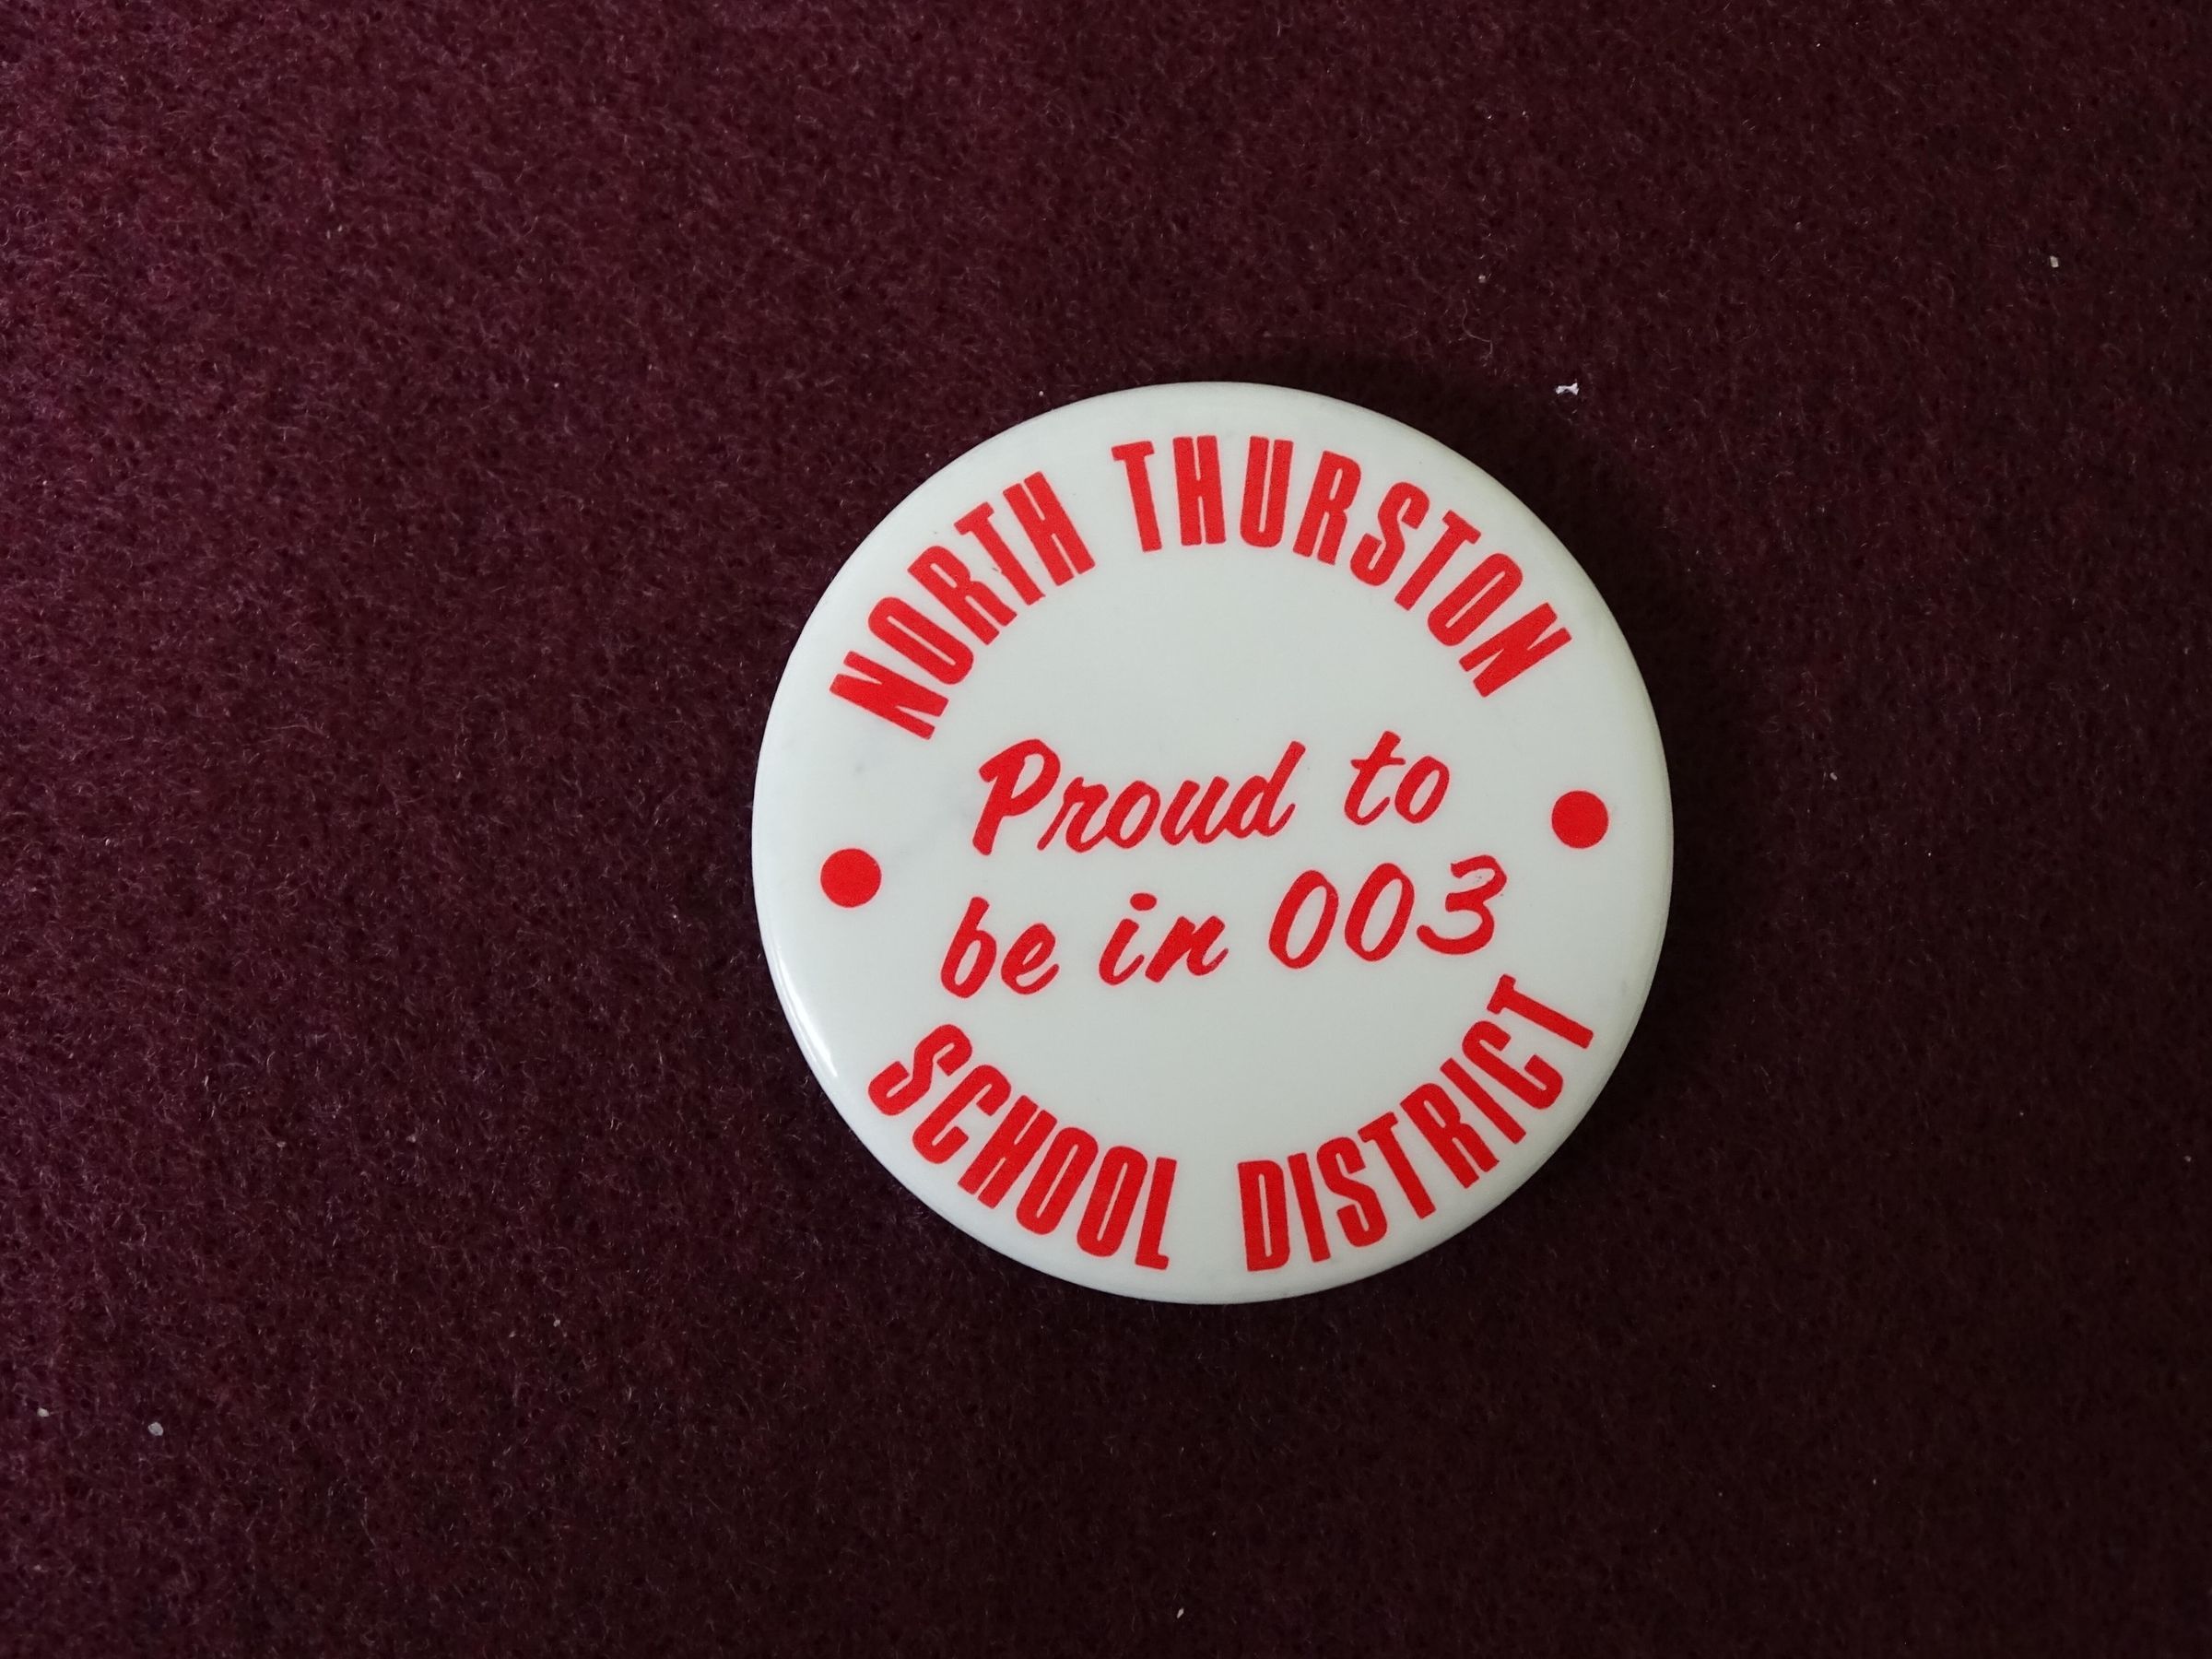 NORTH THURSTON
Proud to
be in 003
SCHOOL DISTRICT